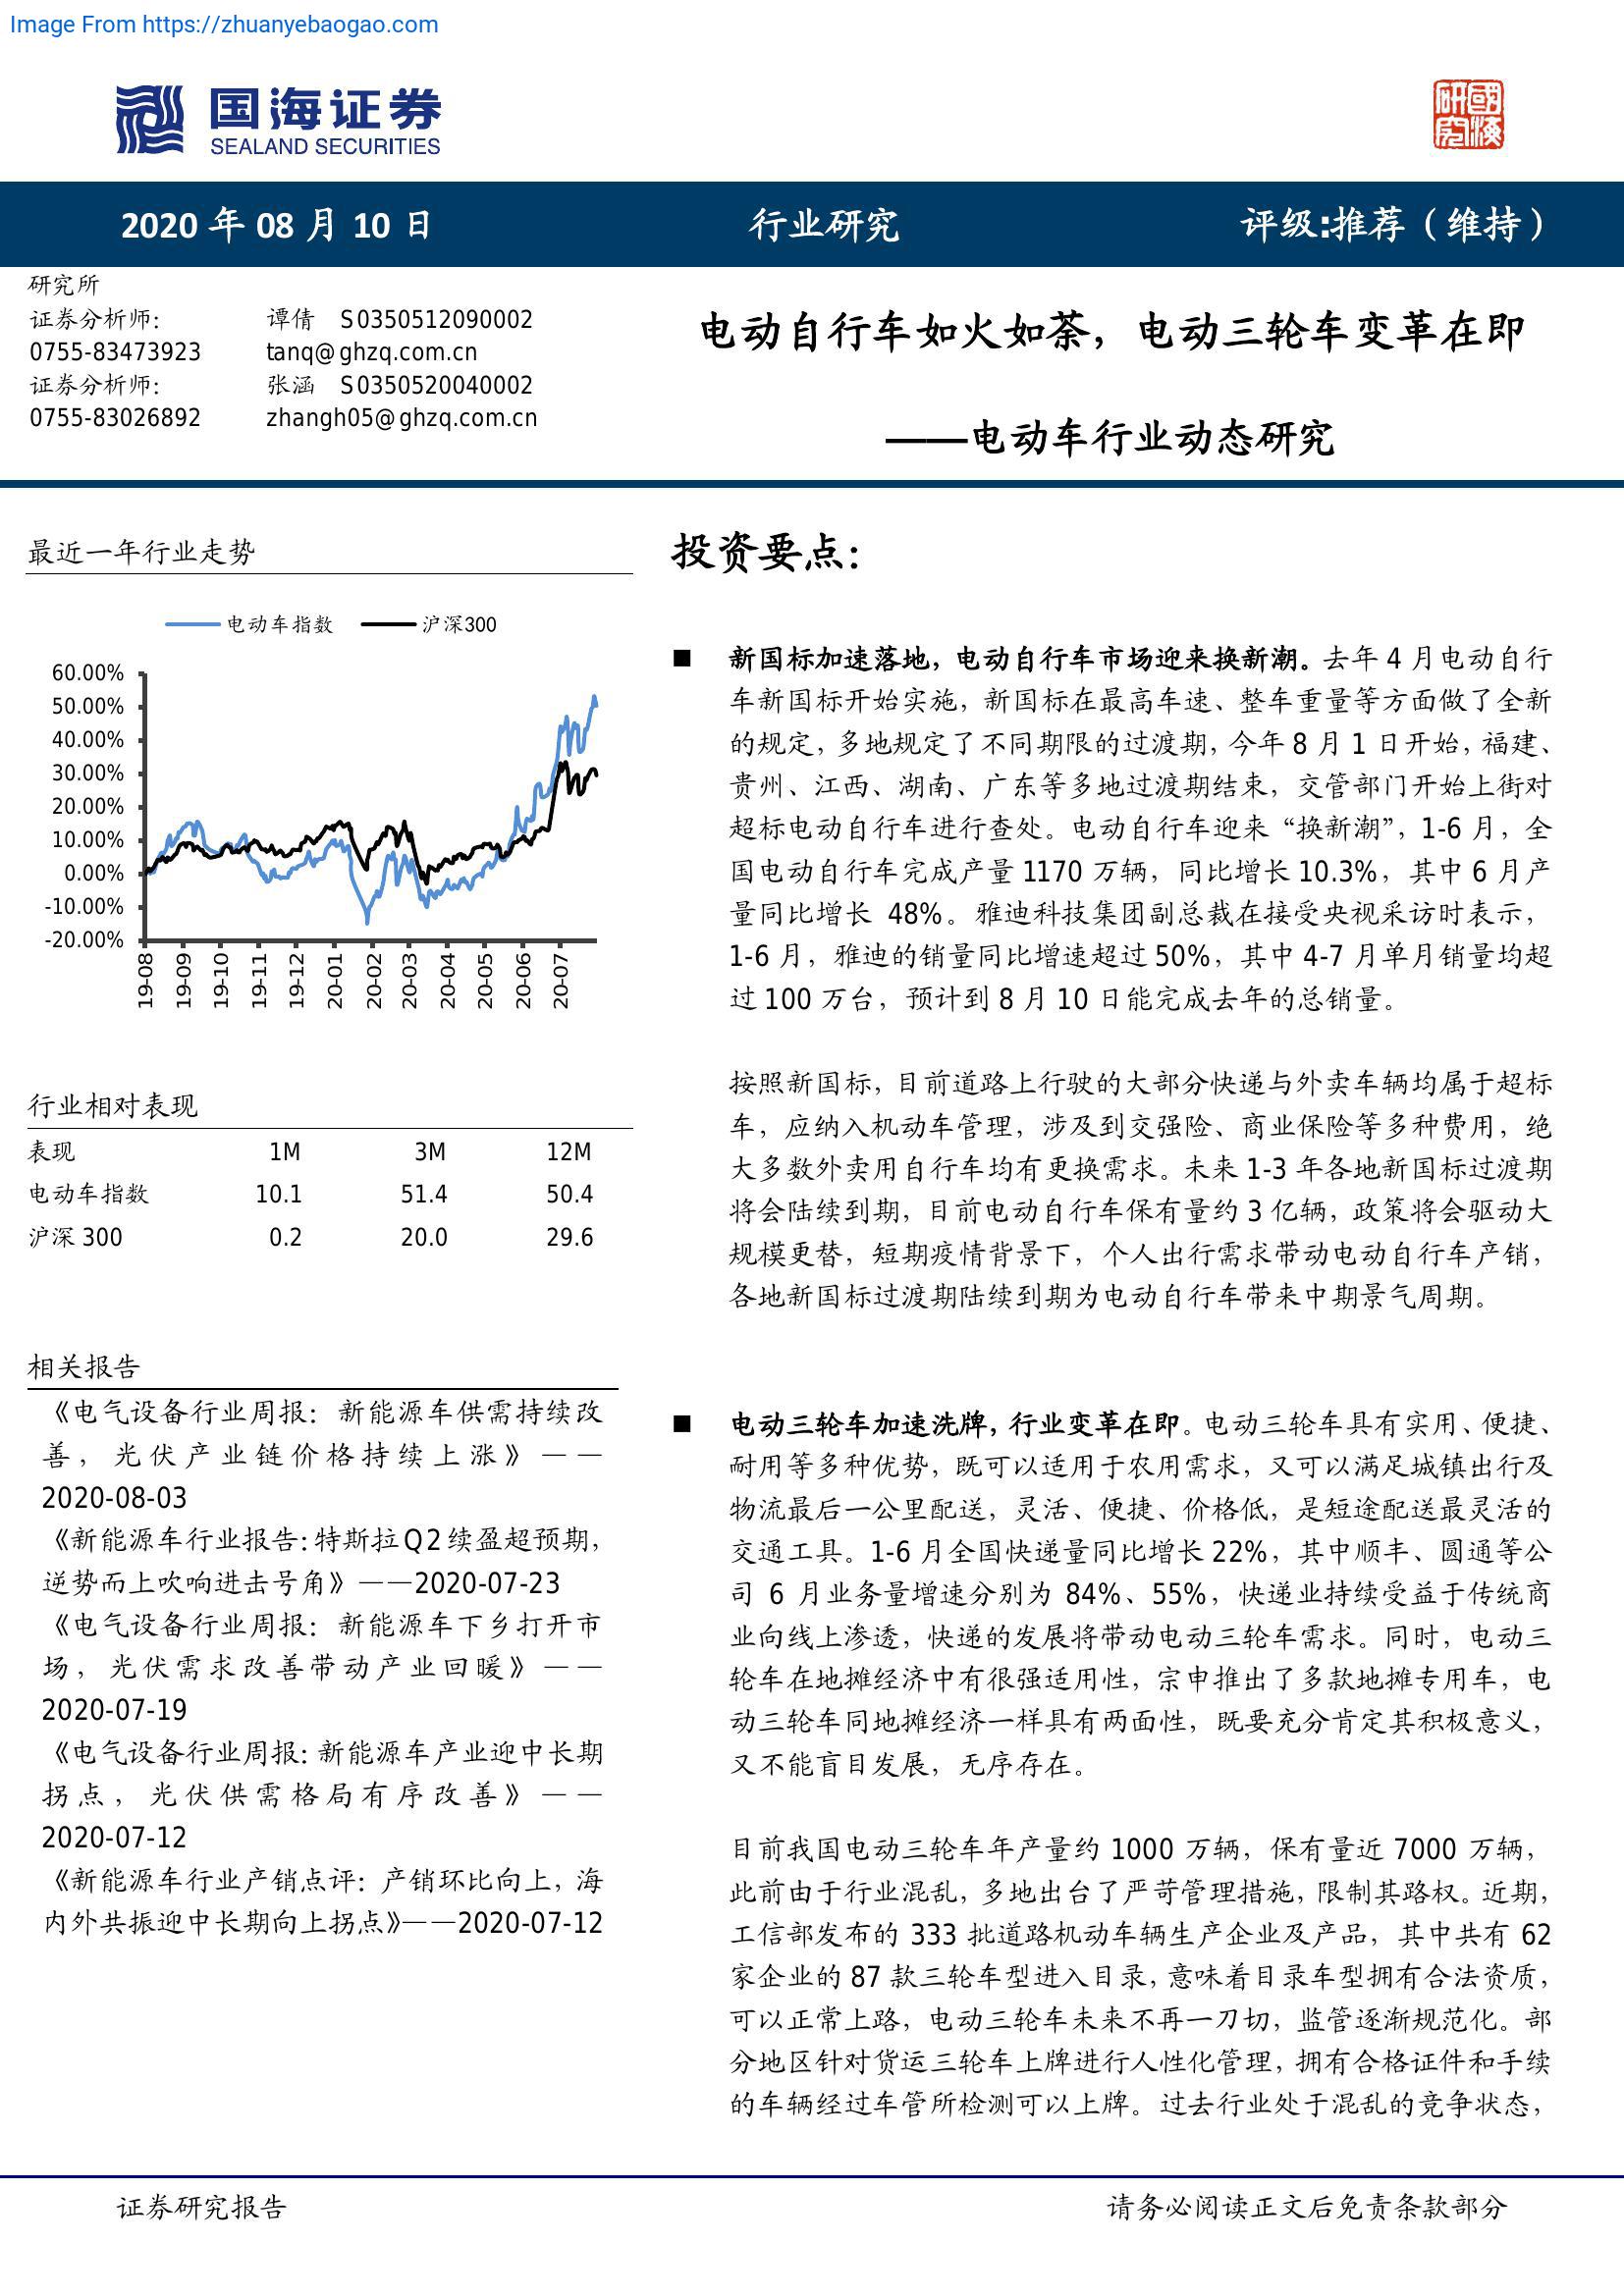 Image From https://zhuanyebaogao.com
国海证券
SEALAND SECURITIES
國海研究
2020 年 08 月 10 日
行业研究
评级:推荐（维持）
研究所
证券分析师： 谭倩 S0350512090002
0755-83473923 tanq@ghzq.com.cn
证券分析师： 张涵 S0350520040002
0755-83026892 zhangh05@ghzq.com.cn
电动自行车如火如荼，电动三轮车变革在即
——电动车行业动态研究
最近一年行业走势
电动车指数 沪深300
60.00%
50.00%
40.00%
30.00%
20.00%
10.00%
0.00%
-10.00%
-20.00%
19-08 19-09 19-10 19-11 19-12 20-01 20-02 20-03 20-04 20-05 20-06 20-07
行业相对表现
表现 1M 3M 12M
电动车指数 10.1 51.4 50.4
沪深 300 0.2 20.0 29.6
相关报告
《电气设备行业周报：新能源车供需持续改
善，光伏产业链价格持续上涨》——
2020-08-03
《新能源车行业报告：特斯拉Q2续盈超预期，
逆势而上吹响进击号角》——2020-07-23
《电气设备行业周报：新能源车下乡打开市
场，光伏需求改善带动产业回暖》——
2020-07-19
《电气设备行业周报：新能源车产业迎中长期
拐点，光伏供需格局有序改善》——
2020-07-12
《新能源车行业产销点评：产销环比向上，海
内外共振迎中长期向上拐点》——2020-07-12
投资要点：
■ 新国标加速落地，电动自行车市场迎来换新潮。去年 4 月电动自行
车新国标开始实施，新国标在最高车速、整车重量等方面做了全新
的规定，多地规定了不同期限的过渡期，今年 8 月 1 日开始，福建、
贵州、江西、湖南、广东等多地过渡期结束，交管部门开始上街对
超标电动自行车进行查处。电动自行车迎来“换新潮”，1-6 月，全
国电动自行车完成产量 1170 万辆，同比增长 10.3%，其中 6 月产
量同比增长 48%。雅迪科技集团副总裁在接受央视采访时表示，
1-6 月，雅迪的销量同比增速超过 50%，其中 4-7 月单月销量均超
过 100 万台，预计到 8 月 10 日能完成去年的总销量。
按照新国标，目前道路上行驶的大部分快递与外卖车辆均属于超标
车，应纳入机动车管理，涉及到交强险、商业保险等多种费用，绝
大多数外卖用自行车均有更换需求。未来 1-3 年各地新国标过渡期
将会陆续到期，目前电动自行车保有量约 3 亿辆，政策将会驱动大
规模更替，短期疫情背景下，个人出行需求带动电动自行车产销，
各地新国标过渡期陆续到期为电动自行车带来中期景气周期。
■ 电动三轮车加速洗牌，行业变革在即。电动三轮车具有实用、便捷、
耐用等多种优势，既可以适用于农用需求，又可以满足城镇出行及
物流最后一公里配送，灵活、便捷、价格低，是短途配送最灵活的
交通工具。1-6 月全国快递量同比增长 22%，其中顺丰、圆通等公
司 6 月业务量增速分别为 84%、55%，快递业持续受益于传统商
业向线上渗透，快递的发展将带动电动三轮车需求。同时，电动三
轮车在地摊经济中有很强适用性，宗申推出了多款地摊专用车，电
动三轮车同地摊经济一样具有两面性，既要充分肯定其积极意义，
又不能盲目发展，无序存在。
目前我国电动三轮车年产量约 1000 万辆，保有量近 7000 万辆，
此前由于行业混乱，多地出台了严苛管理措施，限制其路权。近期，
工信部发布的 333 批道路机动车辆生产企业及产品，其中共有 62
家企业的 87 款三轮车型进入目录，意味着目录车型拥有合法资质，
可以正常上路，电动三轮车未来不再一刀切，监管逐渐规范化。部
分地区针对货运三轮车上牌进行人性化管理，拥有合格证件和手续
的车辆经过车管所检测可以上牌。过去行业处于混乱的竞争状态，
证券研究报告
请务必阅读正文后免责条款部分